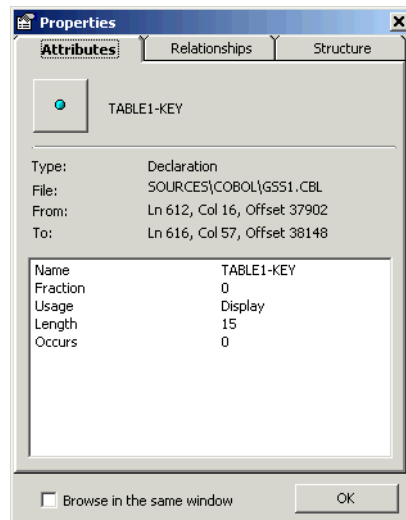 Properties
Attributes Relationships Structure
TABLE1-KEY
Type: Declaration
File: SOURCES\COBOL\GSS1.CBL
From: Ln 612, Col 16, Offset 37902
To: Ln 616, Col 57, Offset 38148
Name TABLE1-KEY
Fraction 0
Usage Display
Length 15
Occurs 0
Browse in the same window OK